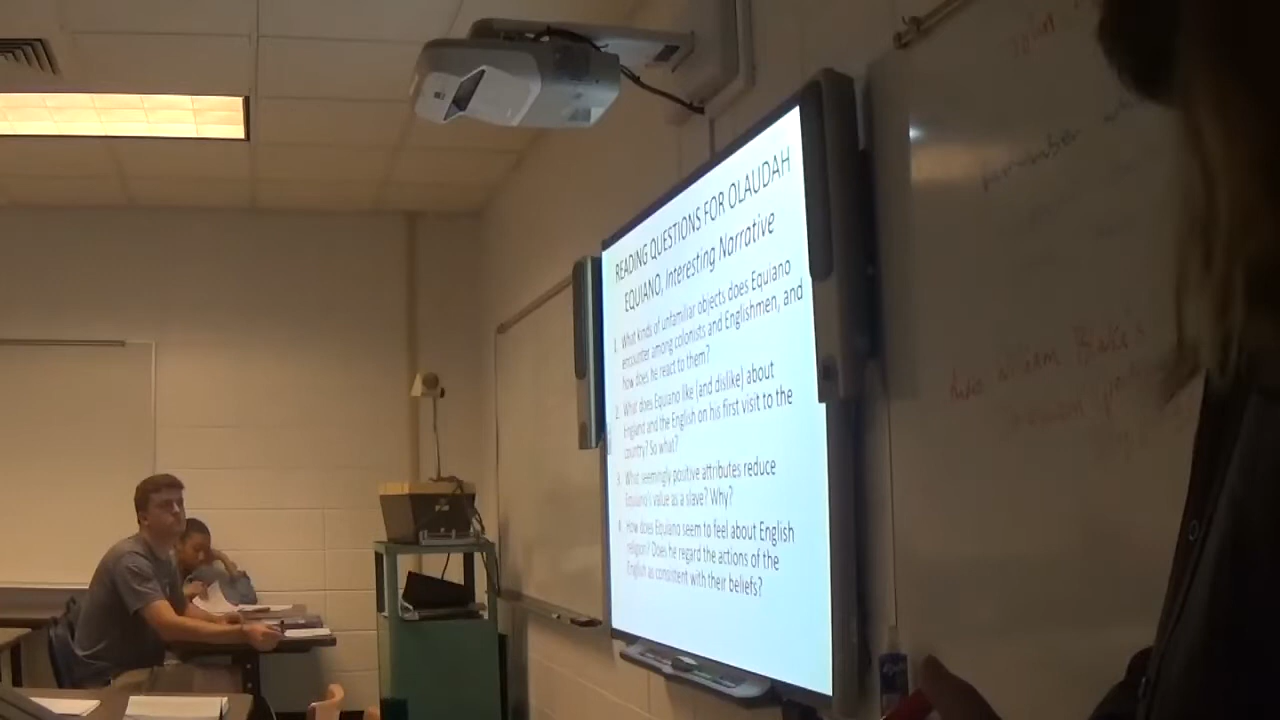 READING QUESTIONS FOR OLAUDAH
EQUIANO, Interesting Narrative
1. What kinds of unfamiliar objects does Equiano
encounter among colonists and Englishmen, and
how does he react to them?
2. What does Equiano like (and dislike) about
England and the English on his first visit to the
country? So what?
3. What seemingly positive attributes reduce
Equiano's value as a slave? Why?
4. How does Equiano seem to feel about English
religion? Does he regard the actions of the
English as consistent with their beliefs?
remember